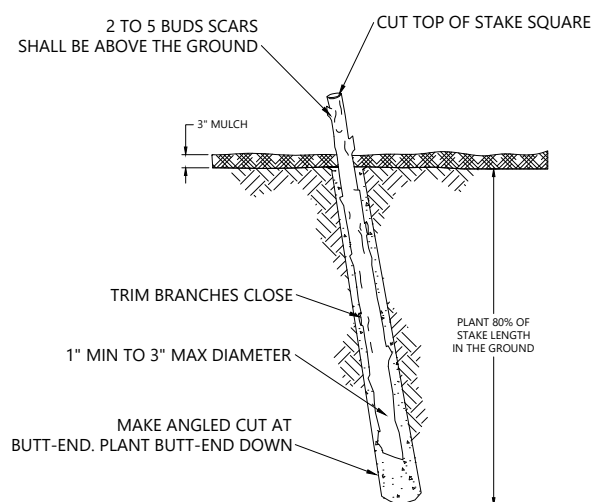 2 TO 5 BUDS SCARS
SHALL BE ABOVE THE GROUND
CUT TOP OF STAKE SQUARE
3" MULCH
TRIM BRANCHES CLOSE
PLANT 80% OF
STAKE LENGTH
IN THE GROUND
1" MIN TO 3" MAX DIAMETER
MAKE ANGLED CUT AT
BUTT-END. PLANT BUTT-END DOWN